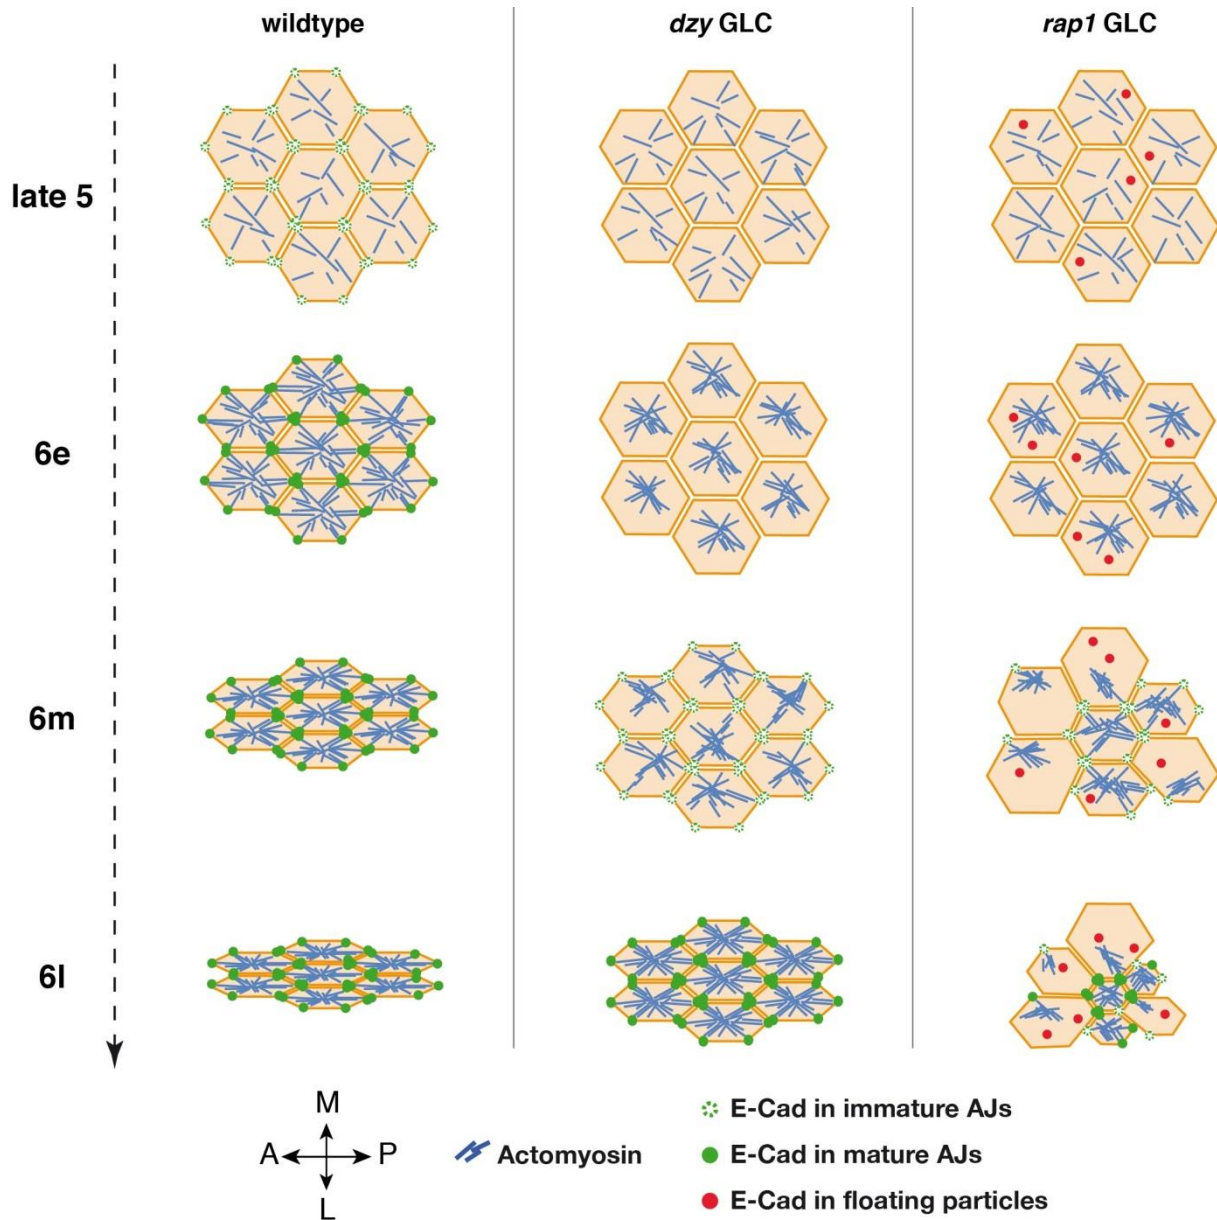 wildtype
dzy GLC
rap1 GLC
late 5
6e
6m
6l
M
A P
L
Actomyosin
E-Cad in immature AJs
E-Cad in mature AJs
E-Cad in floating particles